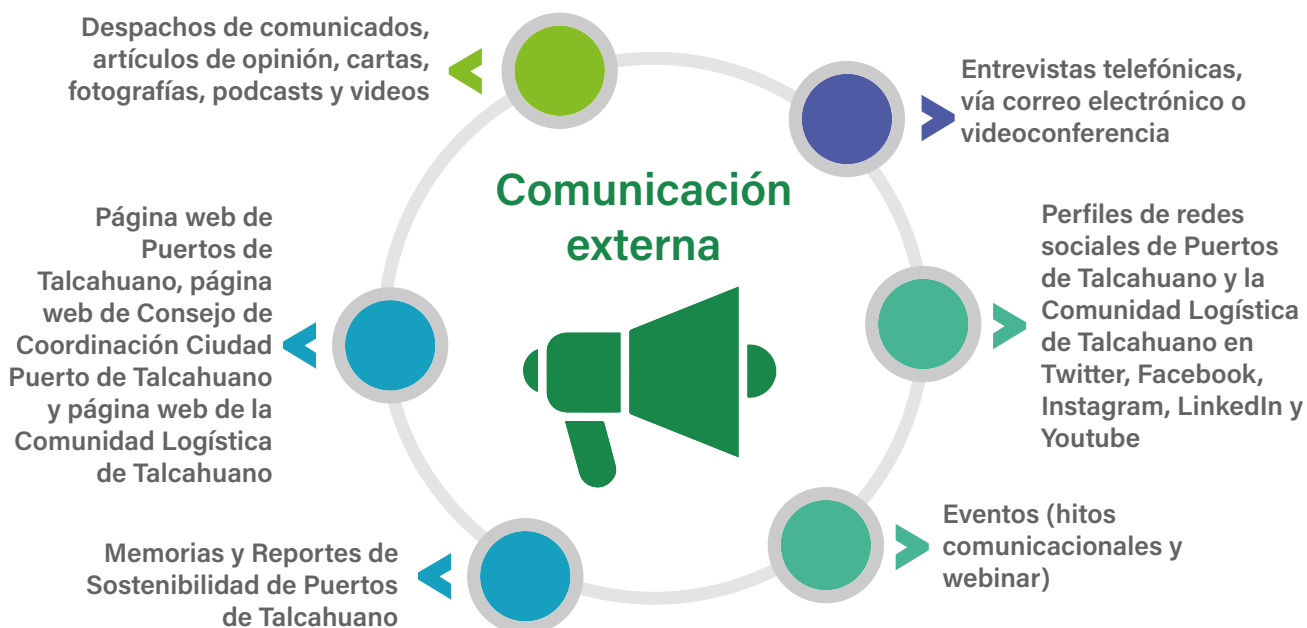 Despachos de comunicados,
artículos de opinión, cartas,
fotografías, podcasts y videos
Entrevistas telefónicas,
vía correo electrónico o
videoconferencia
Comunicación
externa
Página web de
Puertos de
Talcahuano, página
web de Consejo de
Coordinación Ciudad
Puerto de Talcahuano
y página web de la
Comunidad Logística
de Talcahuano
Perfiles de redes
sociales de Puertos
de Talcahuano y la
Comunidad Logística
de Talcahuano en
Twitter, Facebook,
Instagram, LinkedIn y
Youtube
Memorias y Reportes de
Sostenibilidad de Puertos
de Talcahuano
Eventos (hitos
comunicacionales y
webinar)